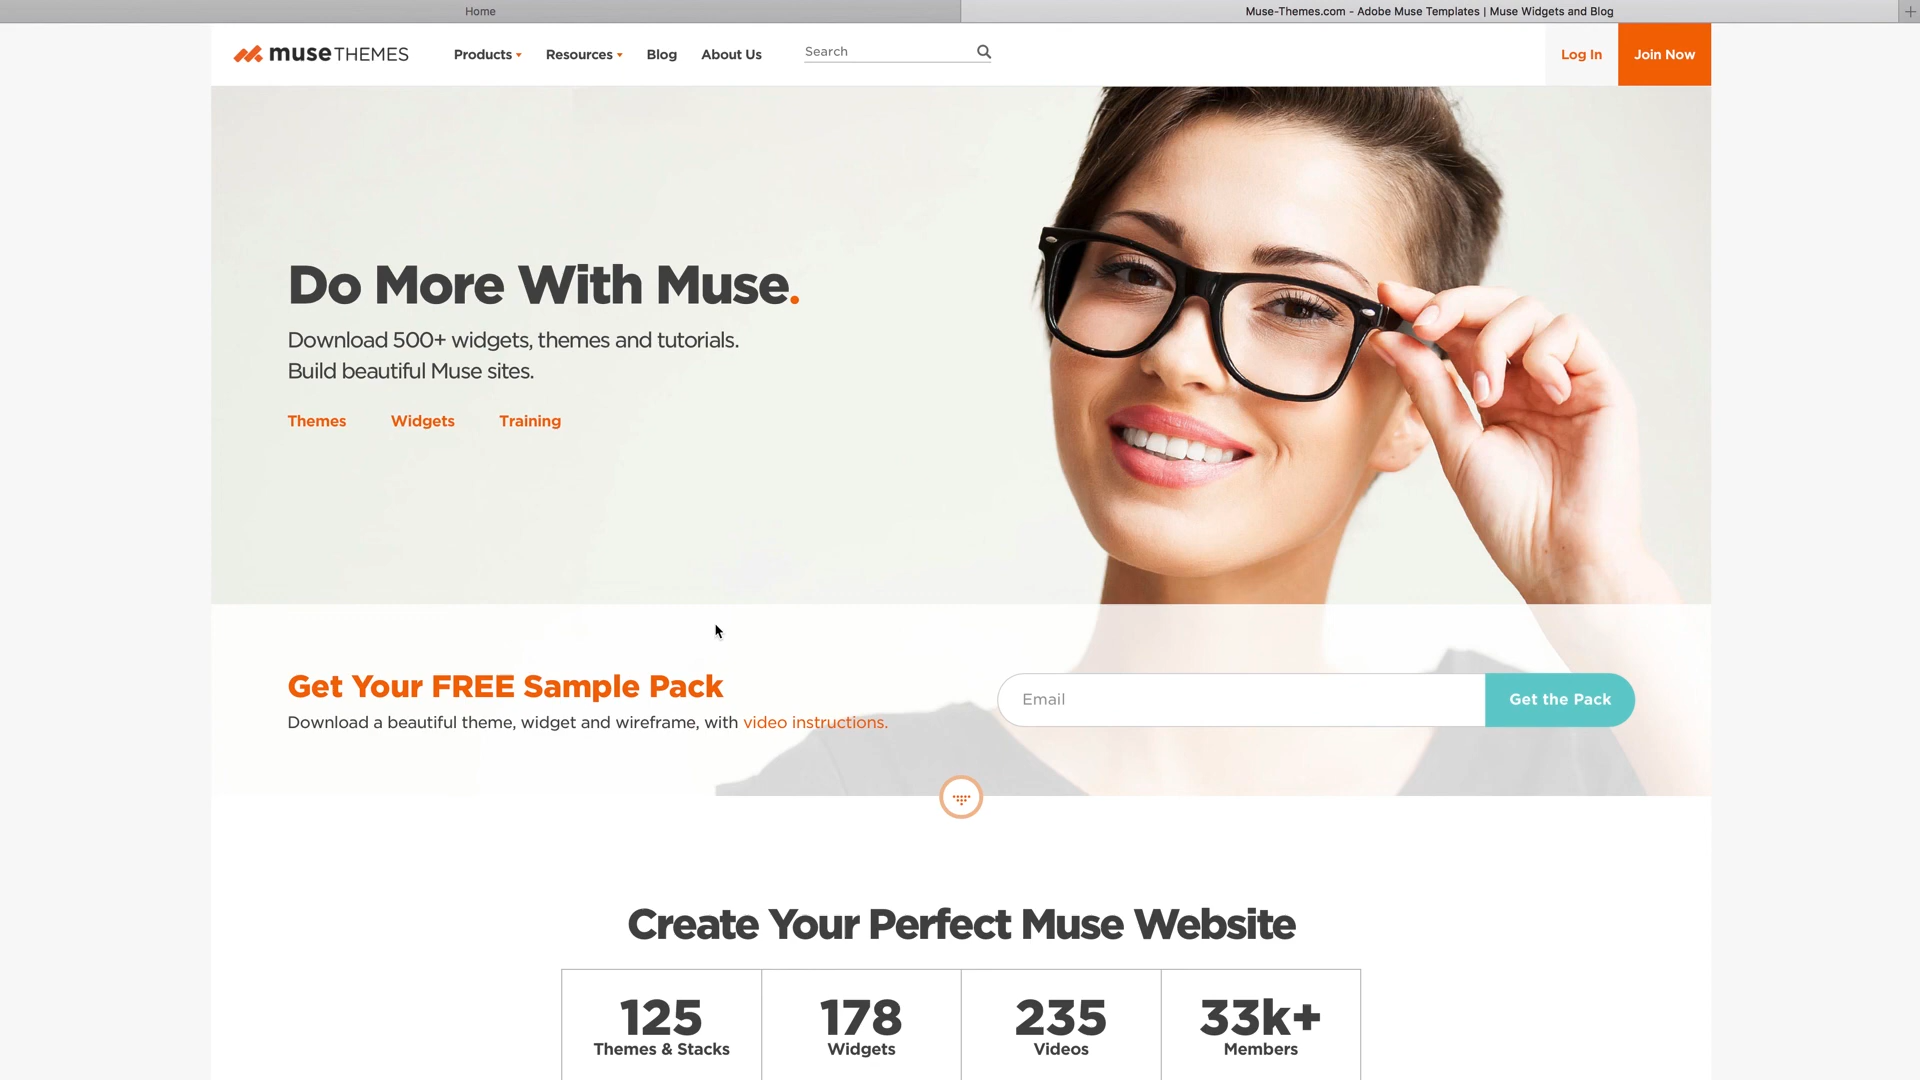 Home
Muse-Themes.com - Adobe Muse Templates | Muse Widgets and Blog
museTHEMES
Products
Resources
Blog
About Us
Search
Log In
Join Now
Do More With Muse.
Download 500+ widgets, themes and tutorials.
Build beautiful Muse sites.
Themes
Widgets
Training
Get Your FREE Sample Pack
Download a beautiful theme, widget and wireframe, with video instructions.
Email
Get the Pack
Create Your Perfect Muse Website
125
Themes & Stacks
178
Widgets
235
Videos
33k+
Members